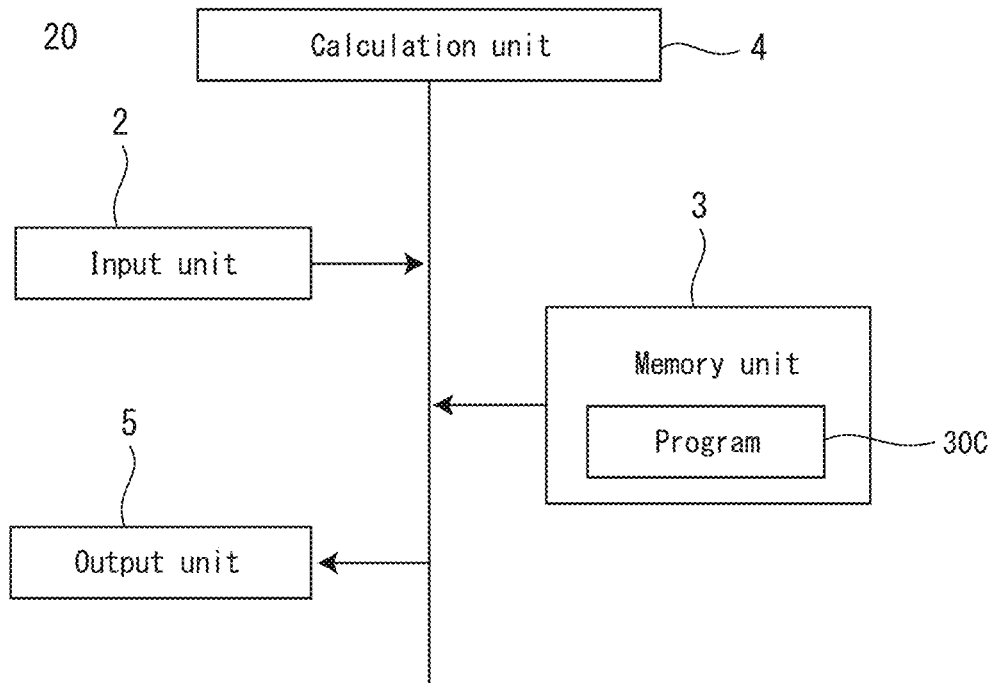 20
Calculation unit
4
2
Input unit
3
Memory unit
Program
30C
5
Output unit